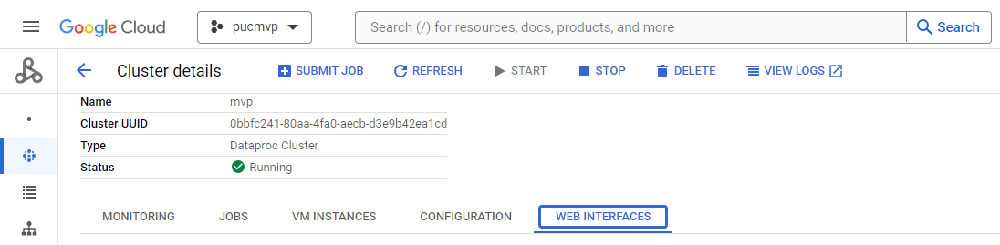 Google Cloud pucmvp Search (/) for resources, docs, products, and more Search
Cluster details SUBMIT JOB REFRESH START STOP DELETE VIEW LOGS
Name mvp
Cluster UUID 0bbfc241-80aa-4fa0-aecb-d3e9b42ea1cd
Type Dataproc Cluster
Status Running
MONITORING JOBS VM INSTANCES CONFIGURATION WEB INTERFACES